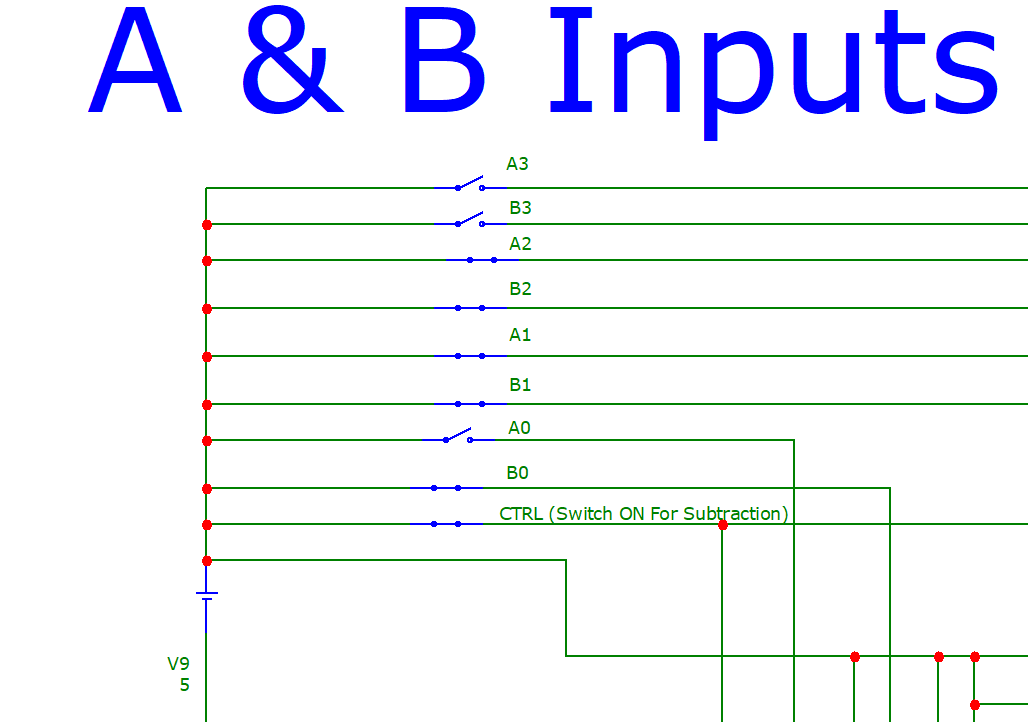 A & B Inputs
A3
B3
A2
B2
A1
B1
A0
B0
CTRL (Switch ON For Subtraction)
V9
5